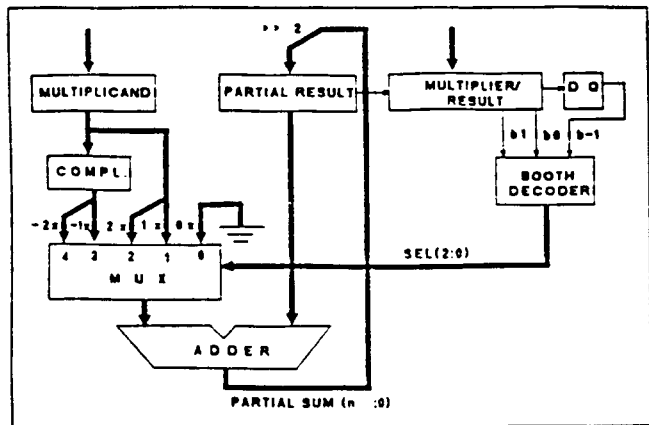 >> 2
MULTIPLICAND
PARTIAL RESULT
MULTIPLIER/
RESULT
D Q
b1 b0 b-1
COMPL.
BOOTH
DECODER
-2x -1x 2x 1x 0x
4 3 2 1 0
MUX
SEL(2:0)
ADDER
PARTIAL SUM (n :0)